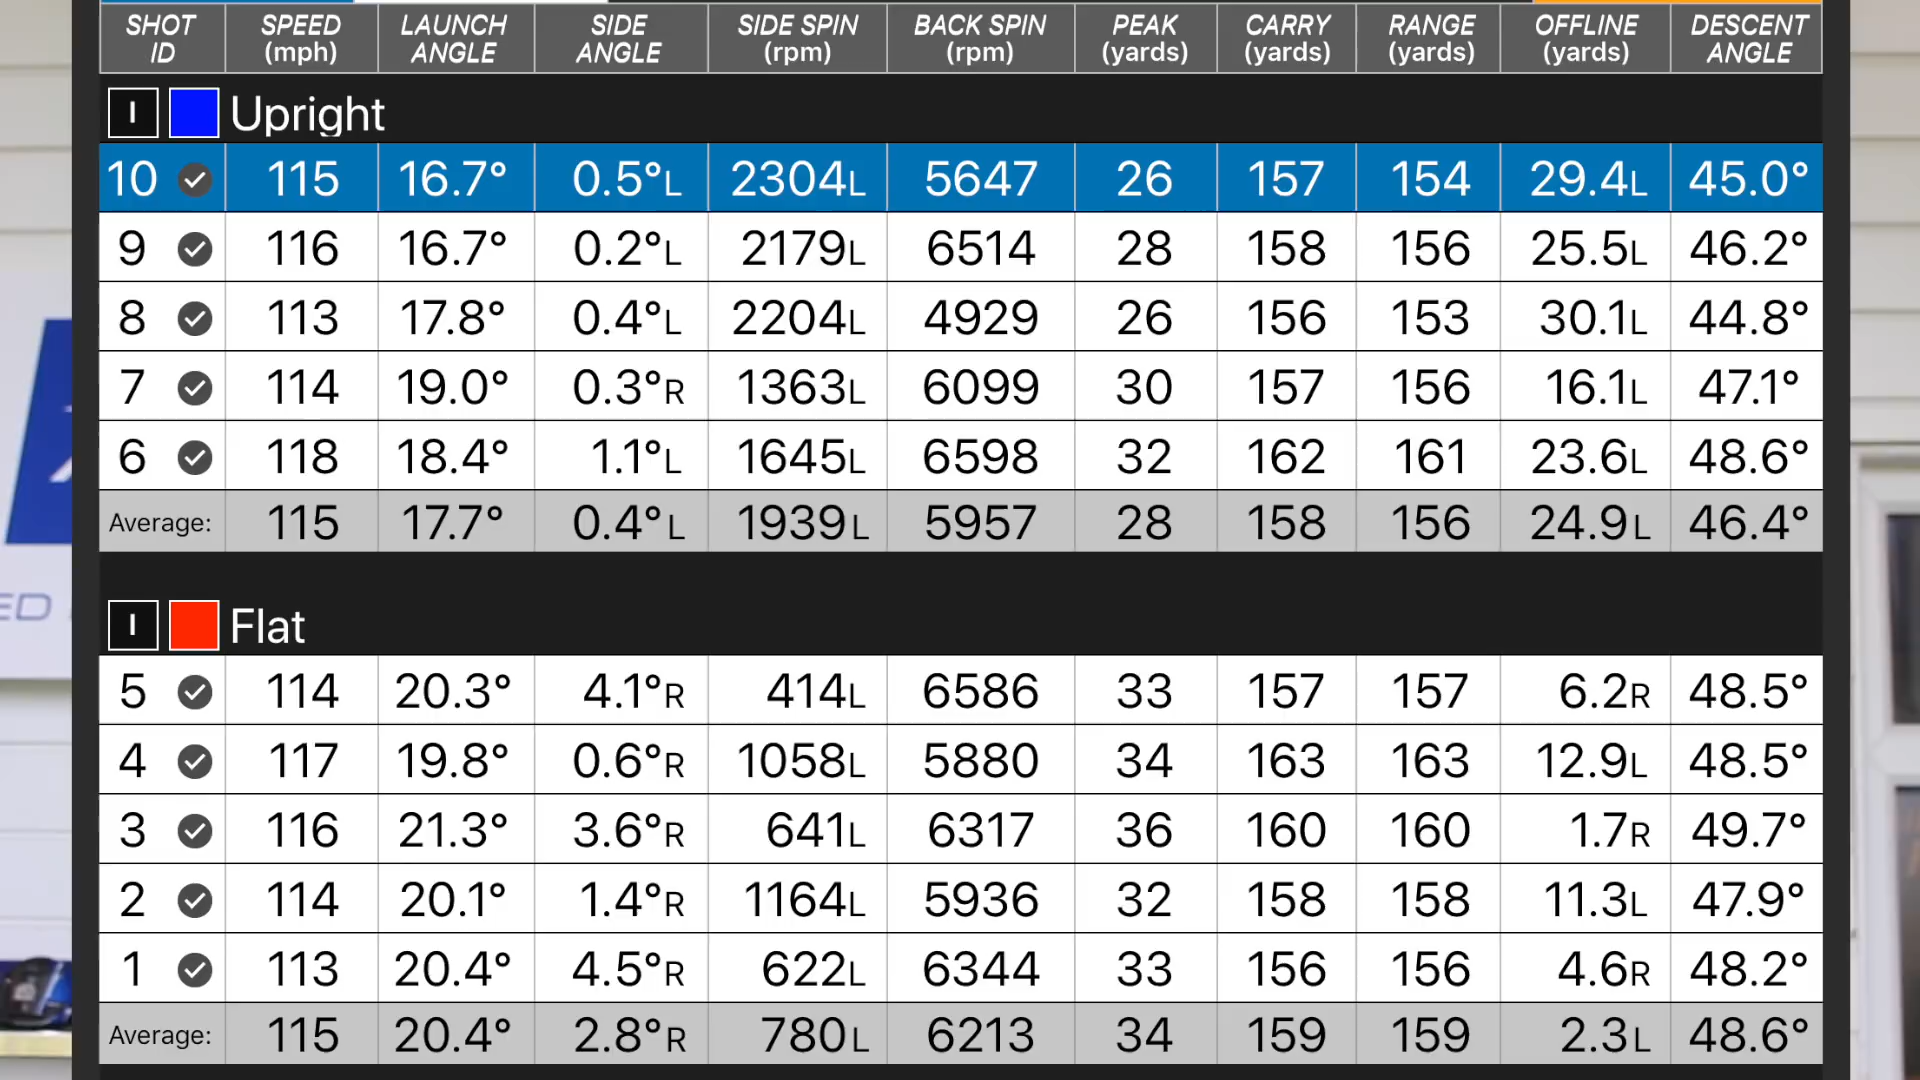 SHOT ID SPEED (mph) LAUNCH ANGLE SIDE ANGLE SIDE SPIN (rpm) BACK SPIN (rpm) PEAK (yards) CARRY (yards) RANGE (yards) OFFLINE (yards) DESCENT ANGLE
I Upright
10 115 16.7° 0.5°L 2304L 5647 26 157 154 29.4L 45.0°
9 116 16.7° 0.2°L 2179L 6514 28 158 156 25.5L 46.2°
8 113 17.8° 0.4°L 2204L 4929 26 156 153 30.1L 44.8°
7 114 19.0° 0.3°R 1363L 6099 30 157 156 16.1L 47.1°
6 118 18.4° 1.1°L 1645L 6598 32 162 161 23.6L 48.6°
Average: 115 17.7° 0.4°L 1939L 5957 28 158 156 24.9L 46.4°
ED
I Flat
5 114 20.3° 4.1°R 414L 6586 33 157 157 6.2R 48.5°
4 117 19.8° 0.6°R 1058L 5880 34 163 163 12.9L 48.5°
3 116 21.3° 3.6°R 641L 6317 36 160 160 1.7R 49.7°
2 114 20.1° 1.4°R 1164L 5936 32 158 158 11.3L 47.9°
1 113 20.4° 4.5°R 622L 6344 33 156 156 4.6R 48.2°
Average: 115 20.4° 2.8°R 780L 6213 34 159 159 2.3L 48.6°